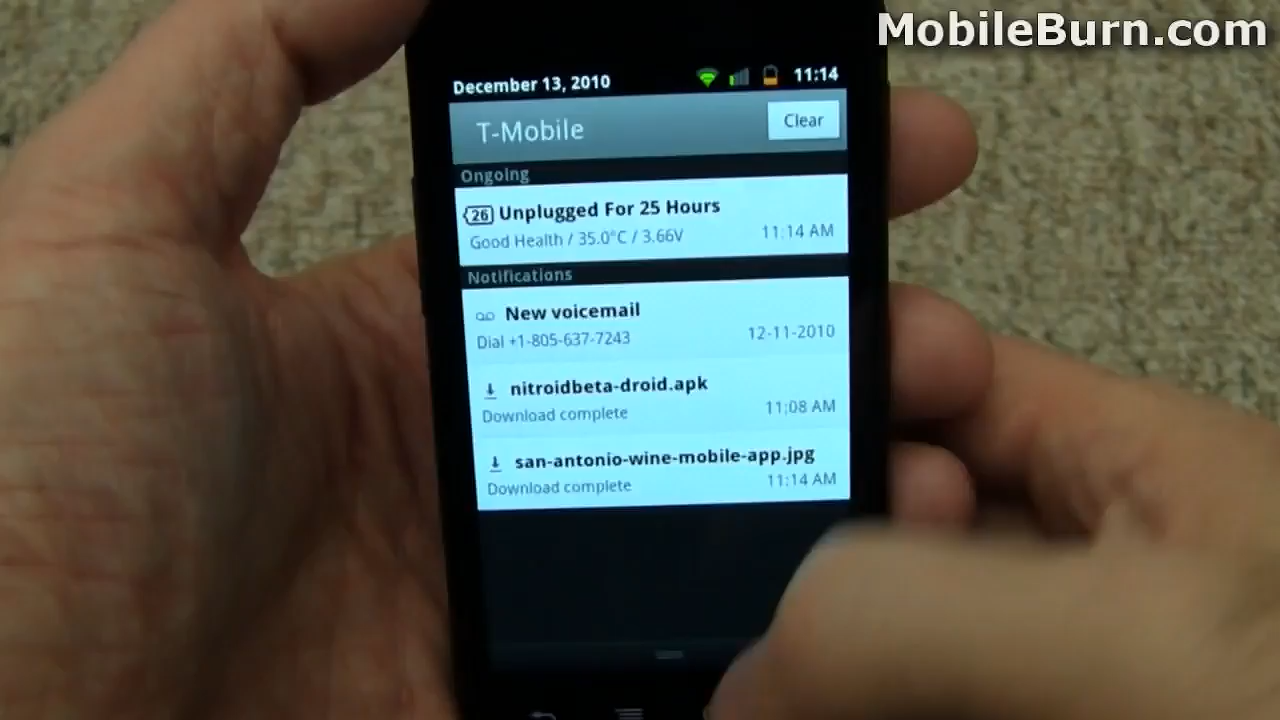 MobileBurn.com
December 13, 2010 11:14
T-Mobile Clear
Ongoing
26 Unplugged For 25 Hours
Good Health / 35.0°C / 3.66V 11:14 AM
Notifications
New voicemail
Dial +1-805-637-7243 12-11-2010
nitroidbeta-droid.apk
Download complete 11:08 AM
san-antonio-wine-mobile-app.jpg
Download complete 11:14 AM